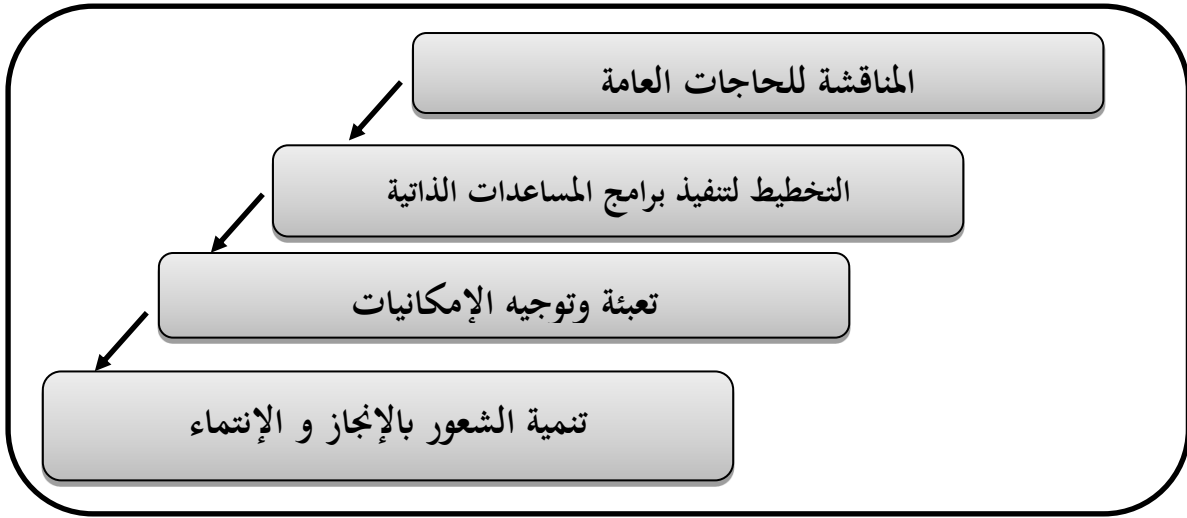 المناقشة للحاجات العامة
التخطيط لتنفيذ برامج المساعدات الذاتية
تعبئة وتوجيه الإمكانيات
تنمية الشعور بالإنجاز و الإنتماء